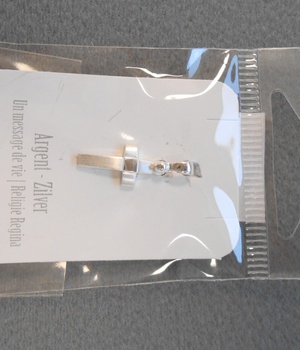 Argent - Zilver
Un message de vie | Religie Regina